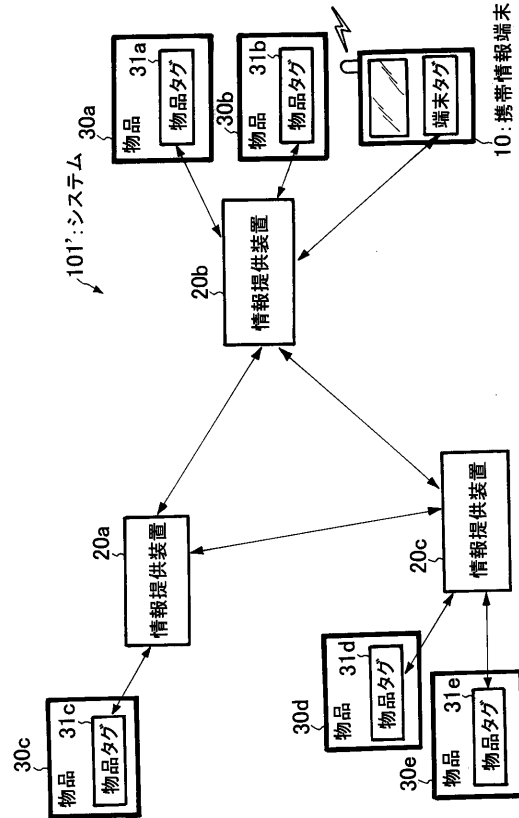 101':システム
30a
物品
31a
物品タグ
30b
物品
31b
物品タグ
端末タグ
10:携帯情報端末
20b
情報提供装置
20a
情報提供装置
20c
情報提供装置
30c
物品
31c
物品タグ
30d
物品
31d
物品タグ
30e
物品
31e
物品タグ